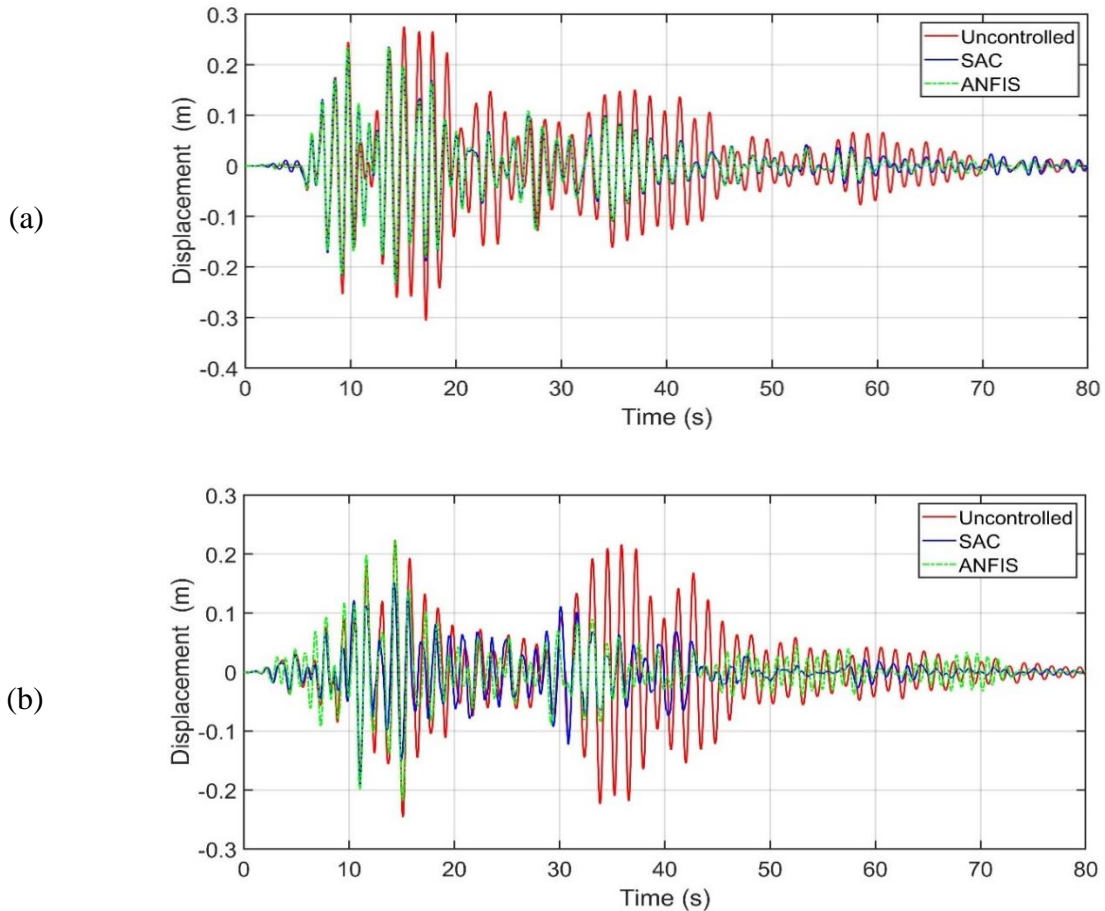 (a)
Displacement (m)
0.3
0.2
0.1
0
-0.1
-0.2
-0.3
-0.4
Uncontrolled
SAC
ANFIS
0 10 20 30 40 50 60 70 80
Time (s)
(b)
Displacement (m)
0.3
0.2
0.1
0
-0.1
-0.2
-0.3
Uncontrolled
SAC
ANFIS
0 10 20 30 40 50 60 70 80
Time (s)